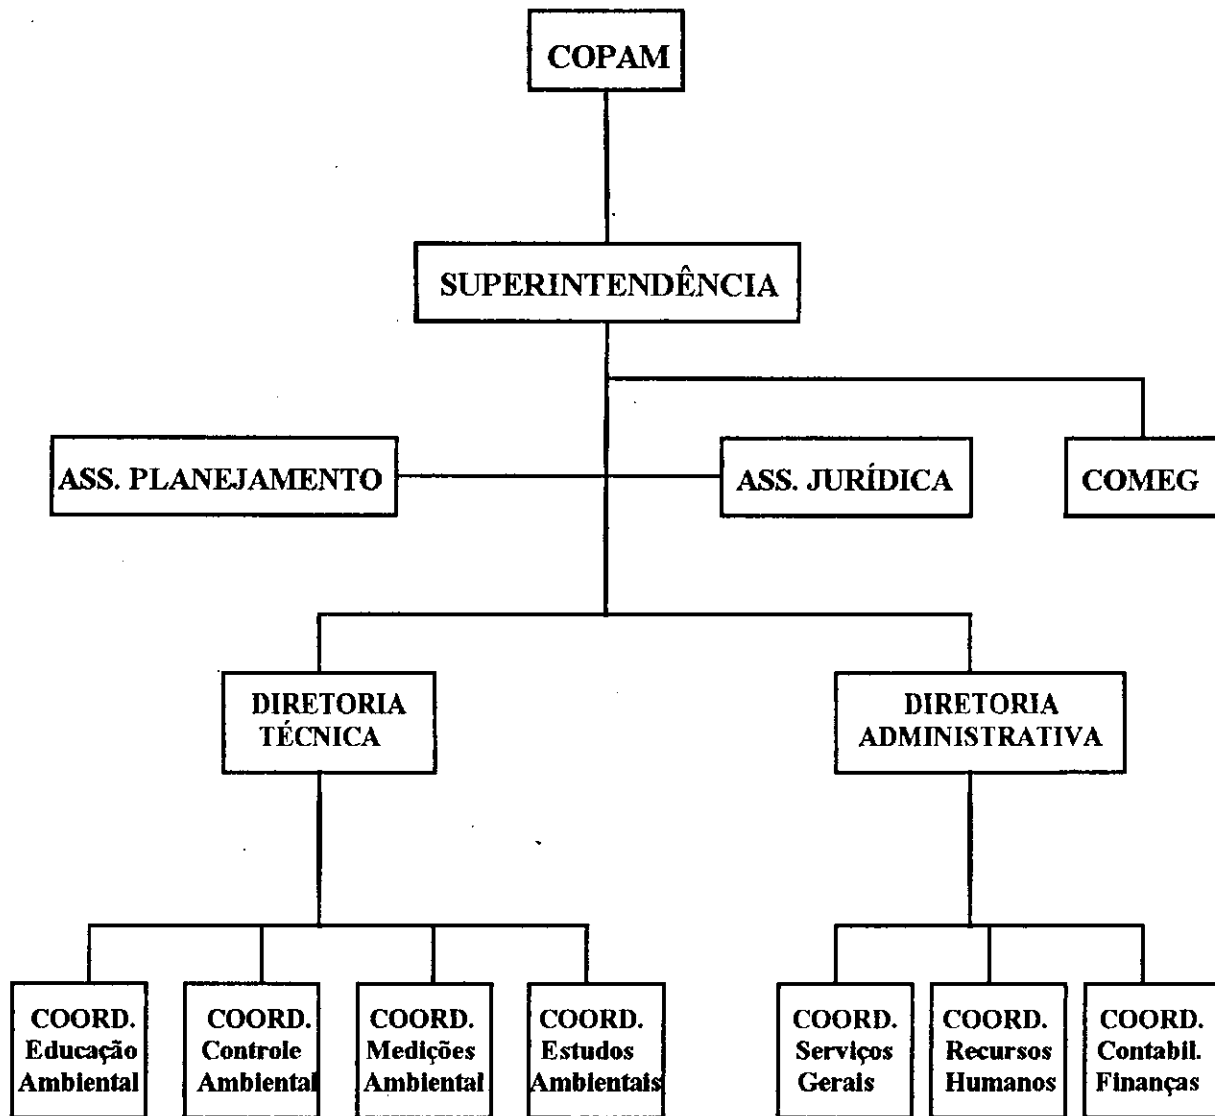 COPAM
SUPERINTENDÊNCIA
ASS. PLANEJAMENTO
ASS. JURÍDICA
COMEG
DIRETORIA
TÉCNICA
DIRETORIA
ADMINISTRATIVA
COORD.
Educação
Ambiental
COORD.
Controle
Ambiental
COORD.
Medições
Ambiental
COORD.
Estudos
Ambientais
COORD.
Serviços
Gerais
COORD.
Recursos
Humanos
COORD.
Contabil.
Finanças